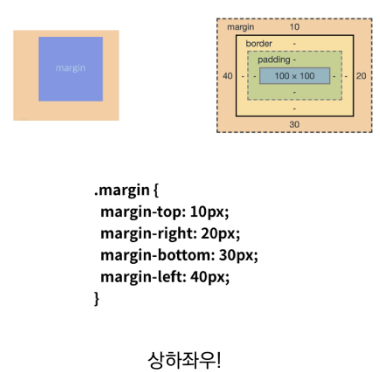 margin
margin 10
border -
padding -
40 - - 100 × 100 - - 20
-
-
30
.margin {
margin-top: 10px;
margin-right: 20px;
margin-bottom: 30px;
margin-left: 40px;
}
상하좌우!